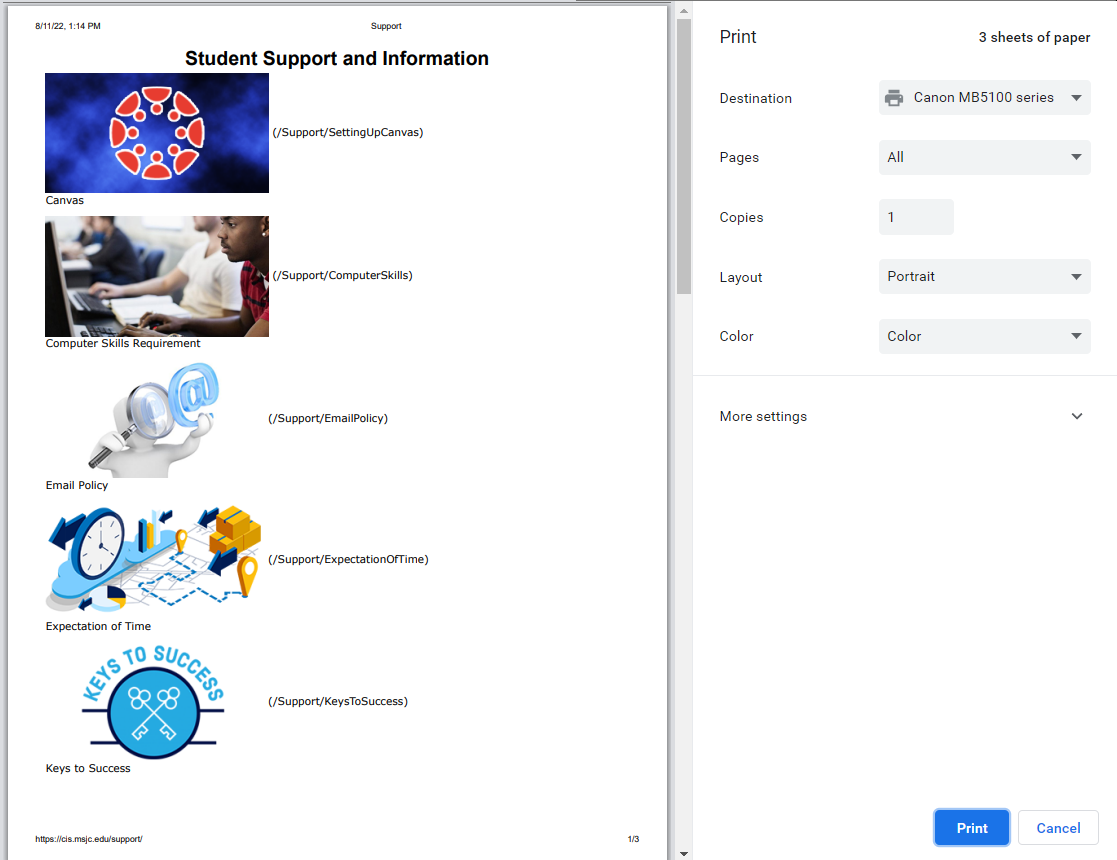 8/11/22, 1:14 PM
Support
Student Support and Information
(/Support/SettingUpCanvas)
Canvas
(/Support/ComputerSkills)
Computer Skills Requirement
@
(/Support/EmailPolicy)
Email Policy
(/Support/ExpectationOfTime)
Expectation of Time
KEYS TO SUCCESS
(/Support/KeysToSuccess)
Keys to Success
https://cis.msjc.edu/support/
1/3
Print
3 sheets of paper
Destination
Canon MB5100 series
Pages
All
Copies
1
Layout
Portrait
Color
Color
More settings
Print
Cancel